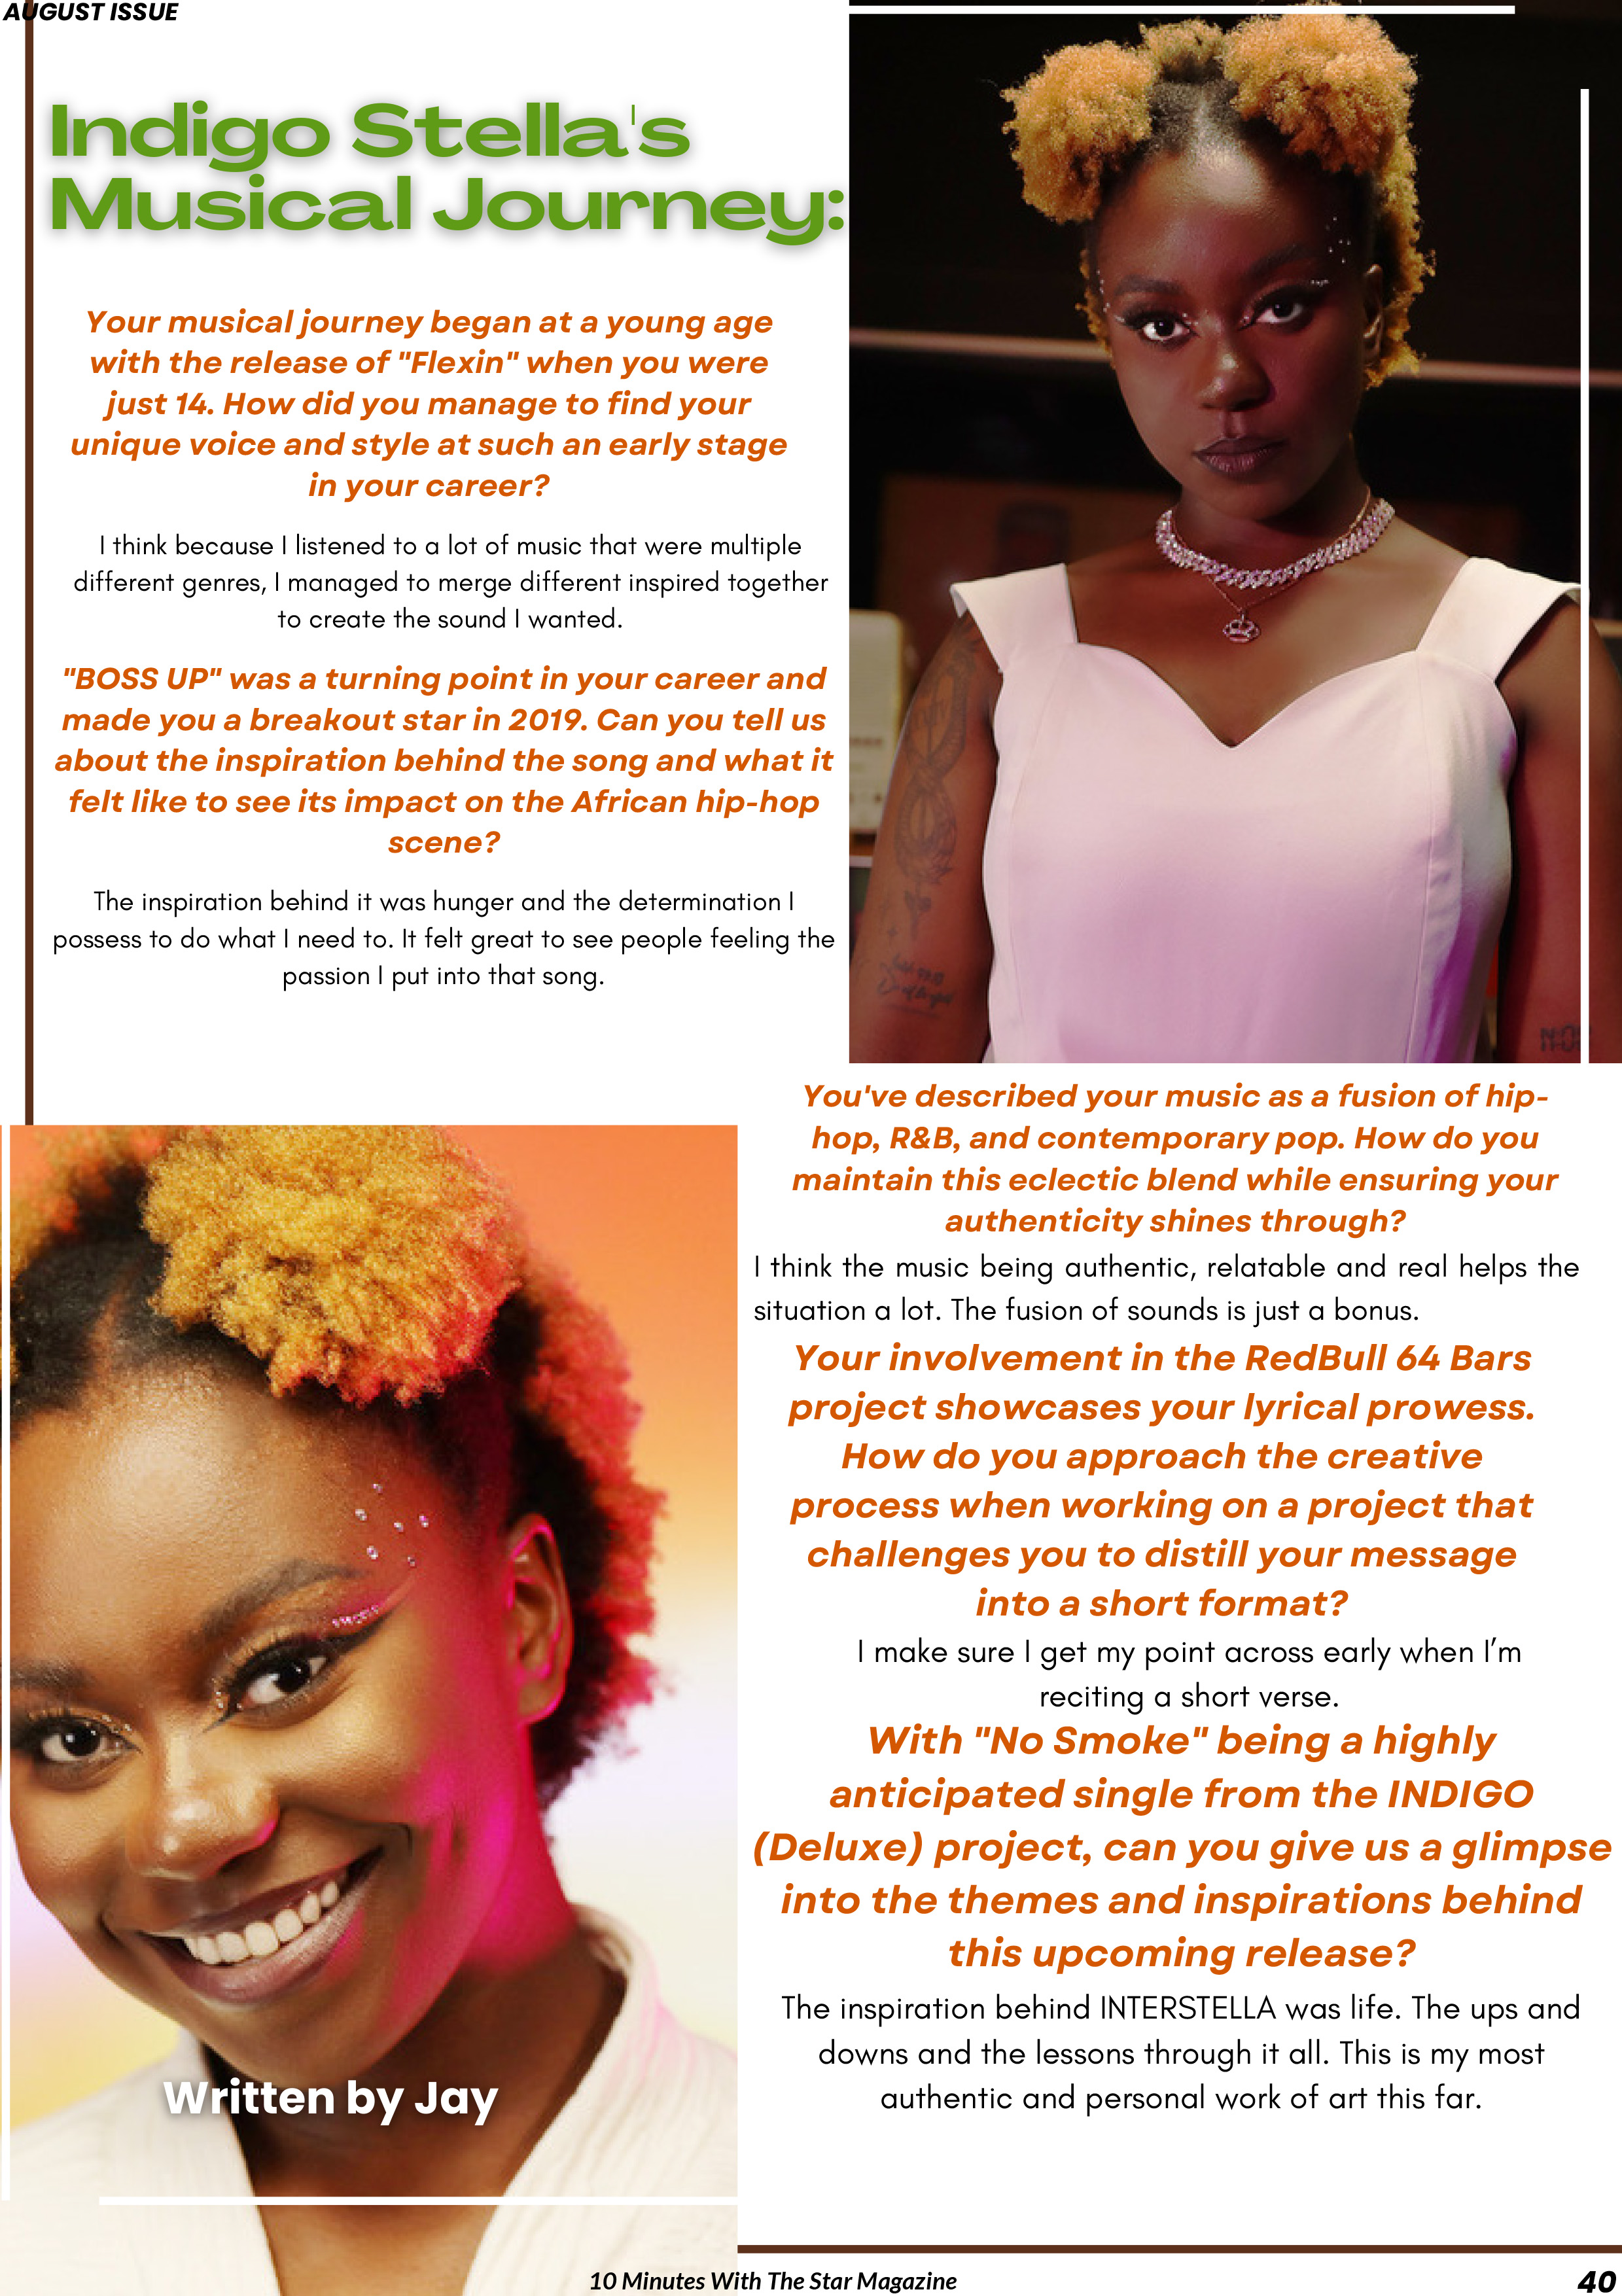 AUGUST ISSUE
Indigo Stella's
Musical Journey:
Your musical journey began at a young age
with the release of "Flexin" when you were
just 14. How did you manage to find your
unique voice and style at such an early stage
in your career?
I think because I listened to a lot of music that were multiple
different genres, I managed to merge different inspired together
to create the sound I wanted.
"BOSS UP" was a turning point in your career and
made you a breakout star in 2019. Can you tell us
about the inspiration behind the song and what it
felt like to see its impact on the African hip-hop
scene?
The inspiration behind it was hunger and the determination I
possess to do what I need to. It felt great to see people feeling the
passion I put into that song.
You've described your music as a fusion of hip-
hop, R&B, and contemporary pop. How do you
maintain this eclectic blend while ensuring your
authenticity shines through?
I think the music being authentic, relatable and real helps the
situation a lot. The fusion of sounds is just a bonus.
Your involvement in the RedBull 64 Bars
project showcases your lyrical prowess.
How do you approach the creative
process when working on a project that
challenges you to distill your message
into a short format?
I make sure I get my point across early when I’m
reciting a short verse.
With "No Smoke" being a highly
anticipated single from the INDIGO
(Deluxe) project, can you give us a glimpse
into the themes and inspirations behind
this upcoming release?
The inspiration behind INTERSTELLA was life. The ups and
downs and the lessons through it all. This is my most
authentic and personal work of art this far.
Written by Jay
10 Minutes With The Star Magazine
40